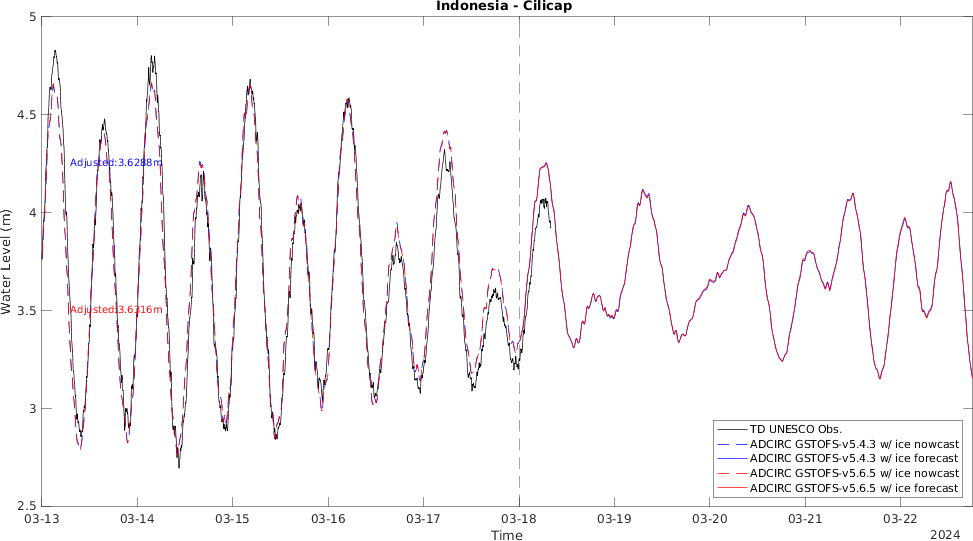 Indonesia - Cilicap
5
4.5
4
3.5
3
2.5
Water Level (m)
Adjusted:3.6288m
Adjusted:3.6316m
TD UNESCO Obs.
ADCIRC GSTOFS-v5.4.3 w/ ice nowcast
ADCIRC GSTOFS-v5.4.3 w/ ice forecast
ADCIRC GSTOFS-v5.6.5 w/ ice nowcast
ADCIRC GSTOFS-v5.6.5 w/ ice forecast
03-13 03-14 03-15 03-16 03-17 03-18 03-19 03-20 03-21 03-22
Time
2024